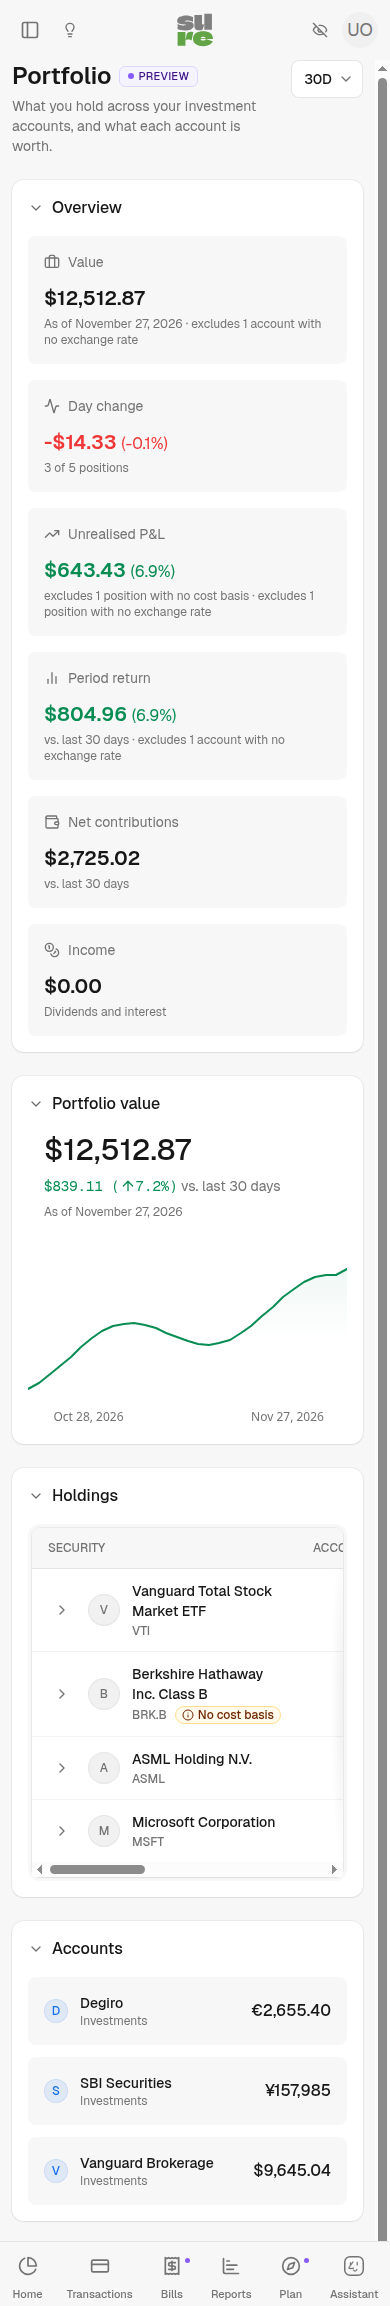 sure
UO
Portfolio
PREVIEW
30D
What you hold across your investment
accounts, and what each account is
worth.
Overview
Value
$12,512.87
As of November 27, 2026 · excludes 1 account with
no exchange rate
Day change
-$14.33 (-0.1%)
3 of 5 positions
Unrealised P&L
$643.43 (6.9%)
excludes 1 position with no cost basis · excludes 1
position with no exchange rate
Period return
$804.96 (6.9%)
vs. last 30 days · excludes 1 account with no
exchange rate
Net contributions
$2,725.02
vs. last 30 days
Income
$0.00
Dividends and interest
Portfolio value
$12,512.87
$839.11 (↑7.2%) vs. last 30 days
As of November 27, 2026
Oct 28, 2026
Nov 27, 2026
Holdings
SECURITY
ACCO
V
Vanguard Total Stock
Market ETF
VTI
B
Berkshire Hathaway
Inc. Class B
BRK.B
No cost basis
A
ASML Holding N.V.
ASML
M
Microsoft Corporation
MSFT
Accounts
D
Degiro
Investments
€2,655.40
S
SBI Securities
Investments
¥157,985
V
Vanguard Brokerage
Investments
$9,645.04
Home
Transactions
Bills
Reports
Plan
Assistant